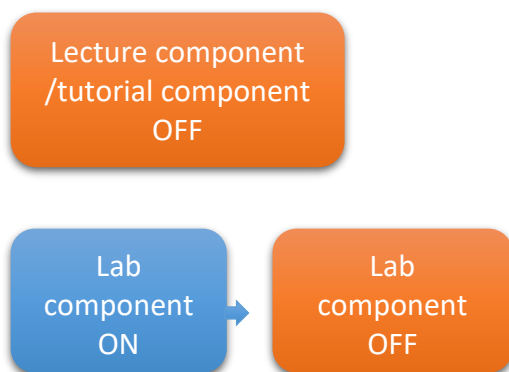 Lecture component
/tutorial component
OFF
Lab
component
ON
Lab
component
OFF